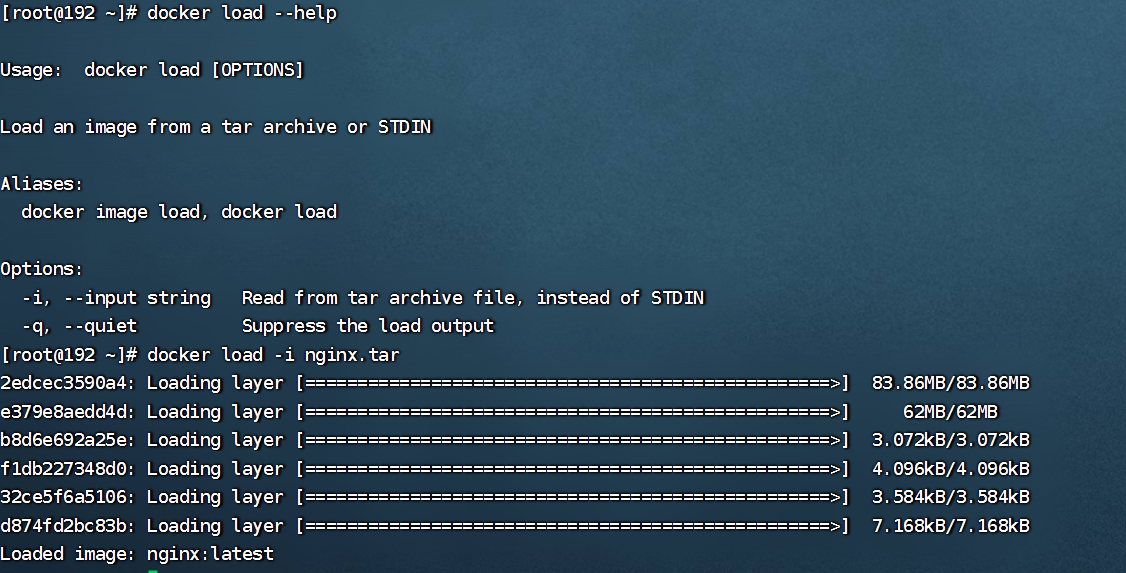 [root@192 ~]# docker load --help
Usage:  docker load [OPTIONS]
Load an image from a tar archive or STDIN
Aliases:
  docker image load, docker load
Options:
  -i, --input string   Read from tar archive file, instead of STDIN
  -q, --quiet          Suppress the load output
[root@192 ~]# docker load -i nginx.tar
2edcec3590a4: Loading layer [==================================================>]  83.86MB/83.86MB
e379e8aedd4d: Loading layer [==================================================>]     62MB/62MB
b8d6e692a25e: Loading layer [==================================================>]  3.072kB/3.072kB
f1db227348d0: Loading layer [==================================================>]  4.096kB/4.096kB
32ce5f6a5106: Loading layer [==================================================>]  3.584kB/3.584kB
d874fd2bc83b: Loading layer [==================================================>]  7.168kB/7.168kB
Loaded image: nginx:latest